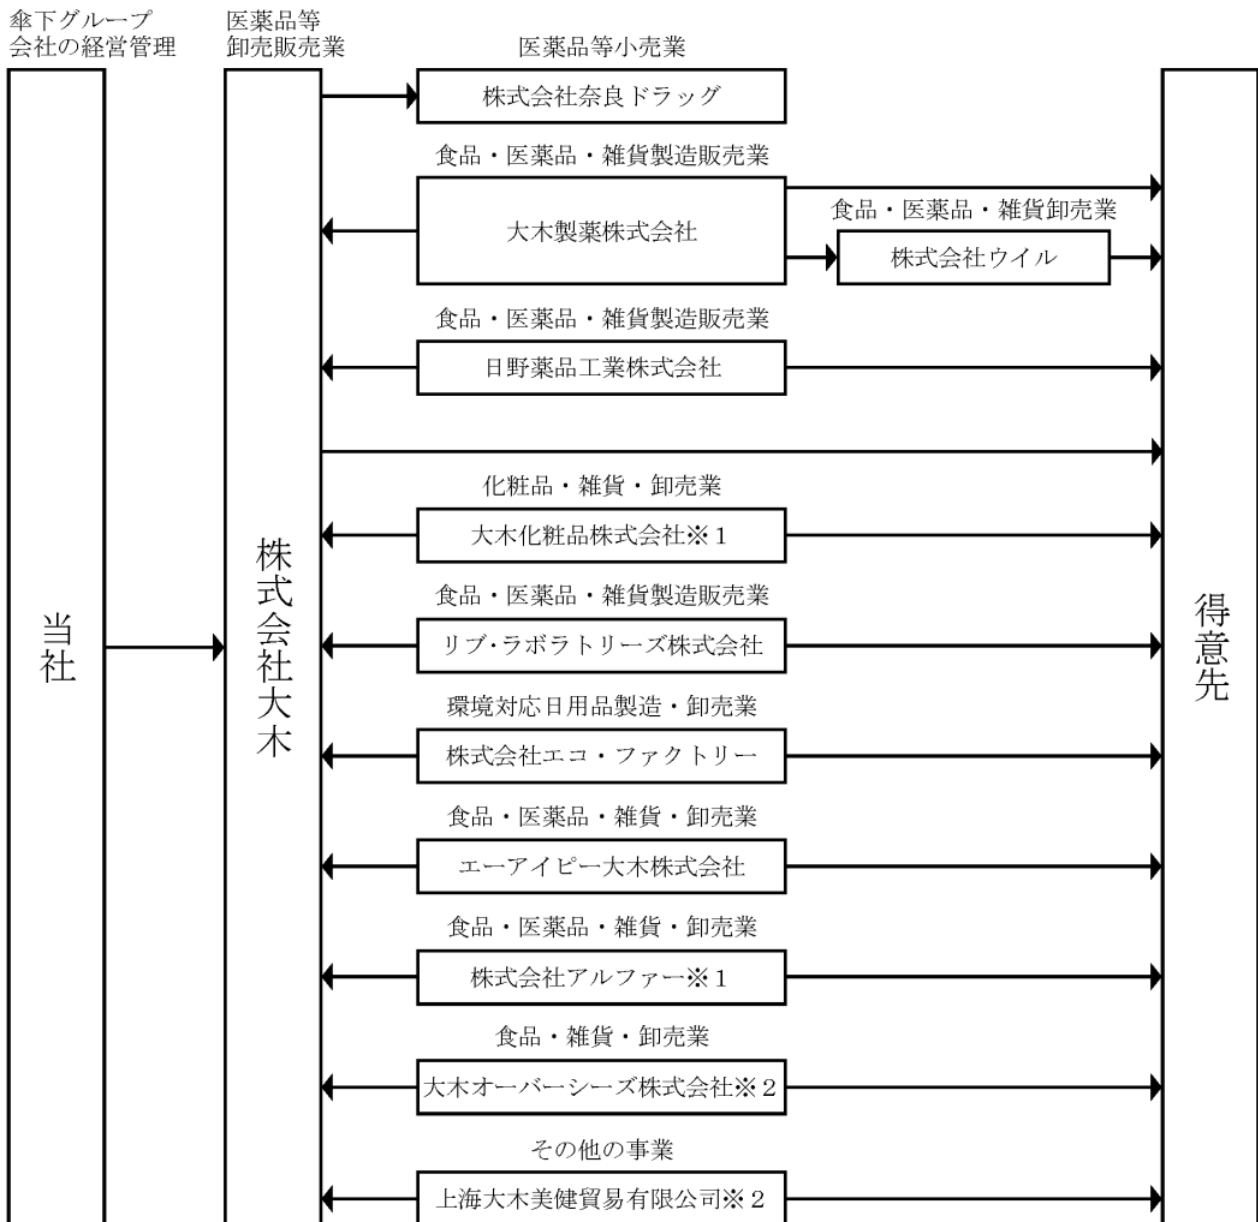 傘下グループ
会社の経営管理
医薬品等
卸売販売業
医薬品等小売業
株式会社奈良ドラッグ
食品・医薬品・雑貨製造販売業
大木製薬株式会社
食品・医薬品・雑貨卸売業
株式会社ウイル
食品・医薬品・雑貨製造販売業
日野薬品工業株式会社
化粧品・雑貨・卸売業
大木化粧品株式会社※１
食品・医薬品・雑貨製造販売業
リブ・ラボラトリーズ株式会社
環境対応日用品製造・卸売業
株式会社エコ・ファクトリー
食品・医薬品・雑貨・卸売業
エーアイピー大木株式会社
食品・医薬品・雑貨・卸売業
株式会社アルファー※１
食品・雑貨・卸売業
大木オーバーシーズ株式会社※２
その他の事業
上海大木美健貿易有限公司※２
当社
株式会社大木
得意先